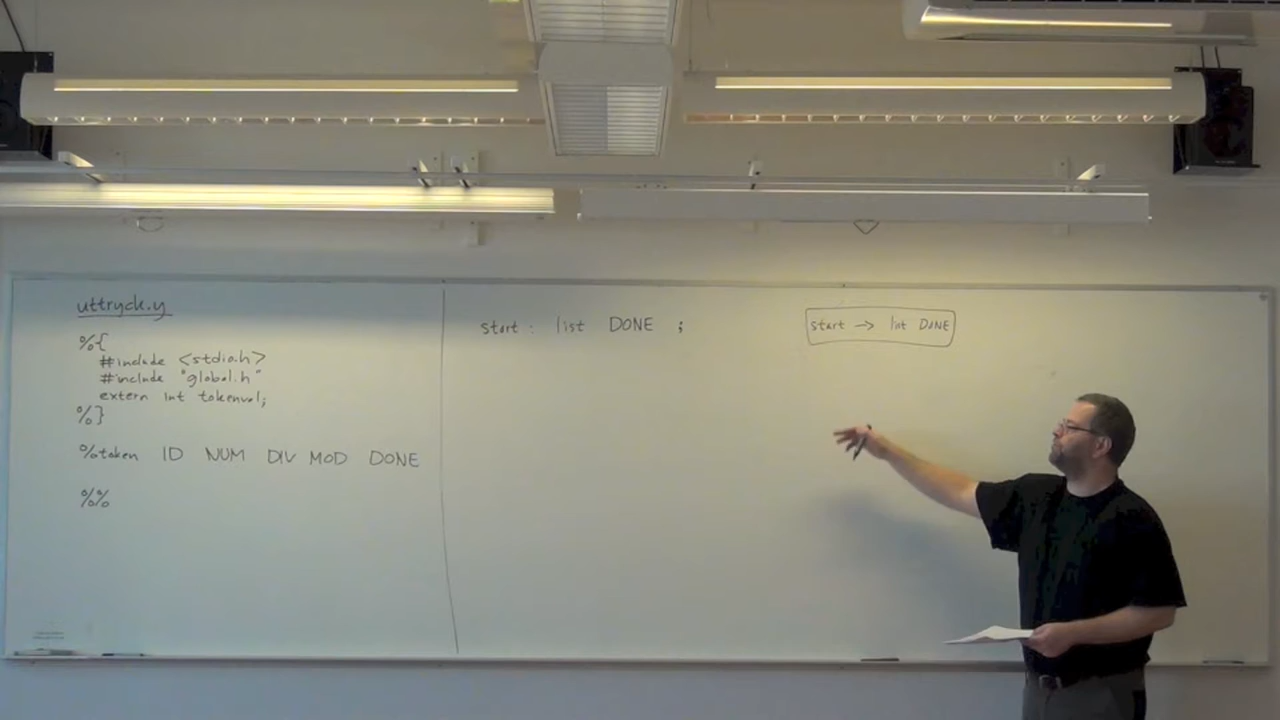 uttryck.y
%{
#include <stdio.h>
#include "global.h"
extern int tokenval;
%}
%token ID NUM DIV MOD DONE
%%
start : list DONE ;
start → list DONE